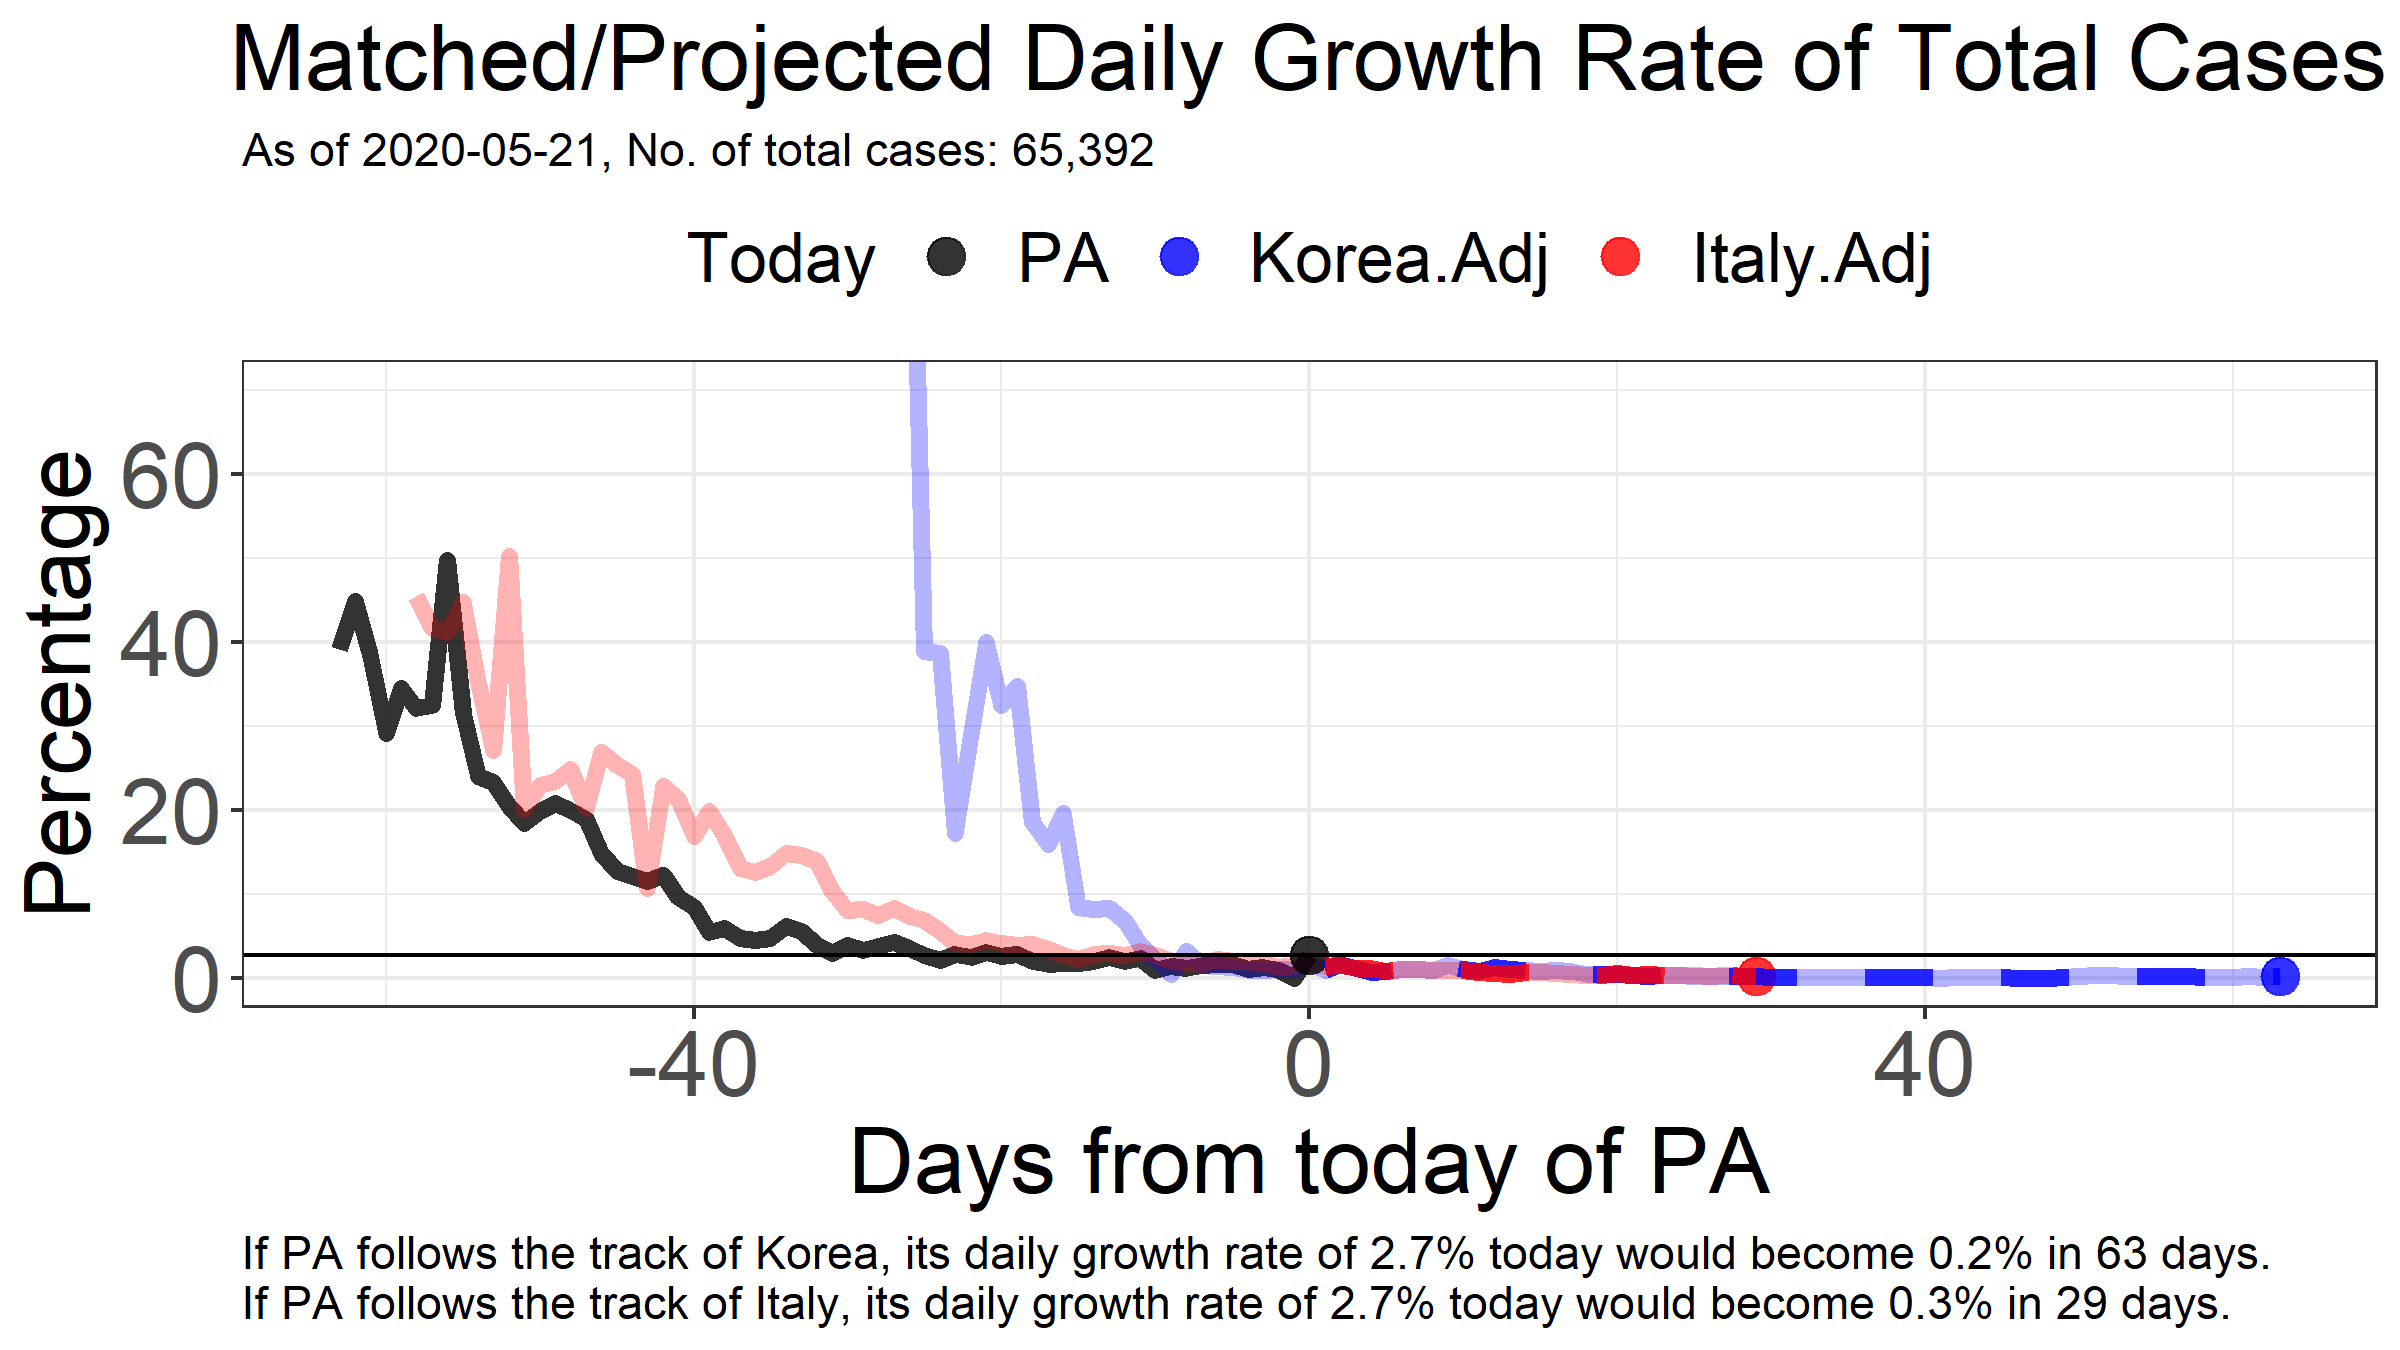 Matched/Projected Daily Growth Rate of Total Cases
As of 2020-05-21, No. of total cases: 65,392
Today PA Korea.Adj Italy.Adj
Percentage
60
40
20
0
-40 0 40
Days from today of PA
If PA follows the track of Korea, its daily growth rate of 2.7% today would become 0.2% in 63 days.
If PA follows the track of Italy, its daily growth rate of 2.7% today would become 0.3% in 29 days.